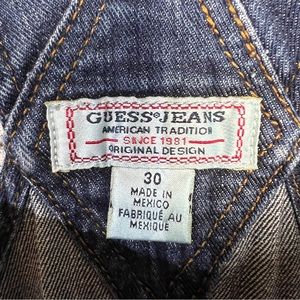 GUESS JEANS
AMERICAN TRADITION
SINCE 1981
ORIGINAL DESIGN
30
MADE IN
MEXICO
FABRIQUÉ AU
MEXIQUE